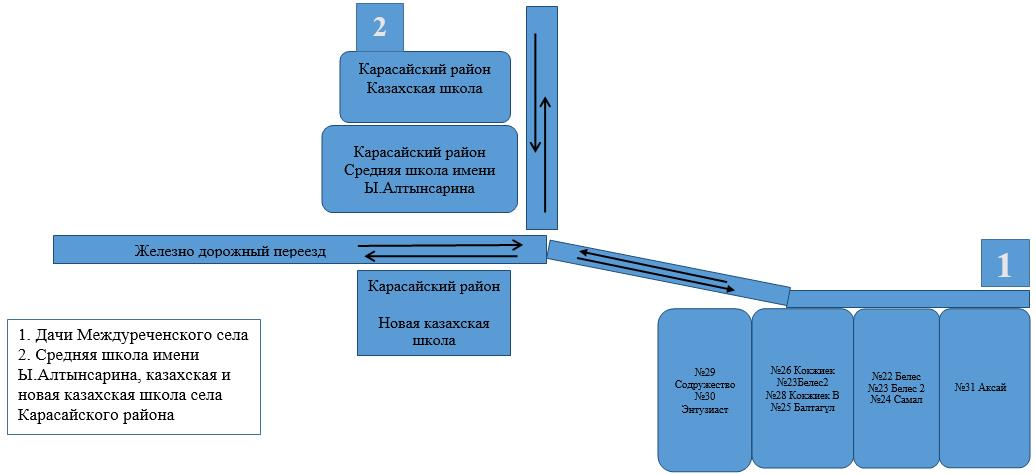 2
Карасайский район
Казахская школа
Карасайский район
Средняя школа имени
Ы.Алтынсарина
Железно дорожный переезд
Карасайский район
Новая казахская
школа
1
1. Дачи Междуреченского села
2. Средняя школа имени
Ы.Алтынсарина, казахская и
новая казахская школа села
Карасайского района
№29
Содружество
№30
Энтузиаст
№26 Кокжиек
№23Белес2
№28 Кокжиек В
№25 Балтагүл
№22 Белес
№23 Белес 2
№24 Самал
№31 Аксай